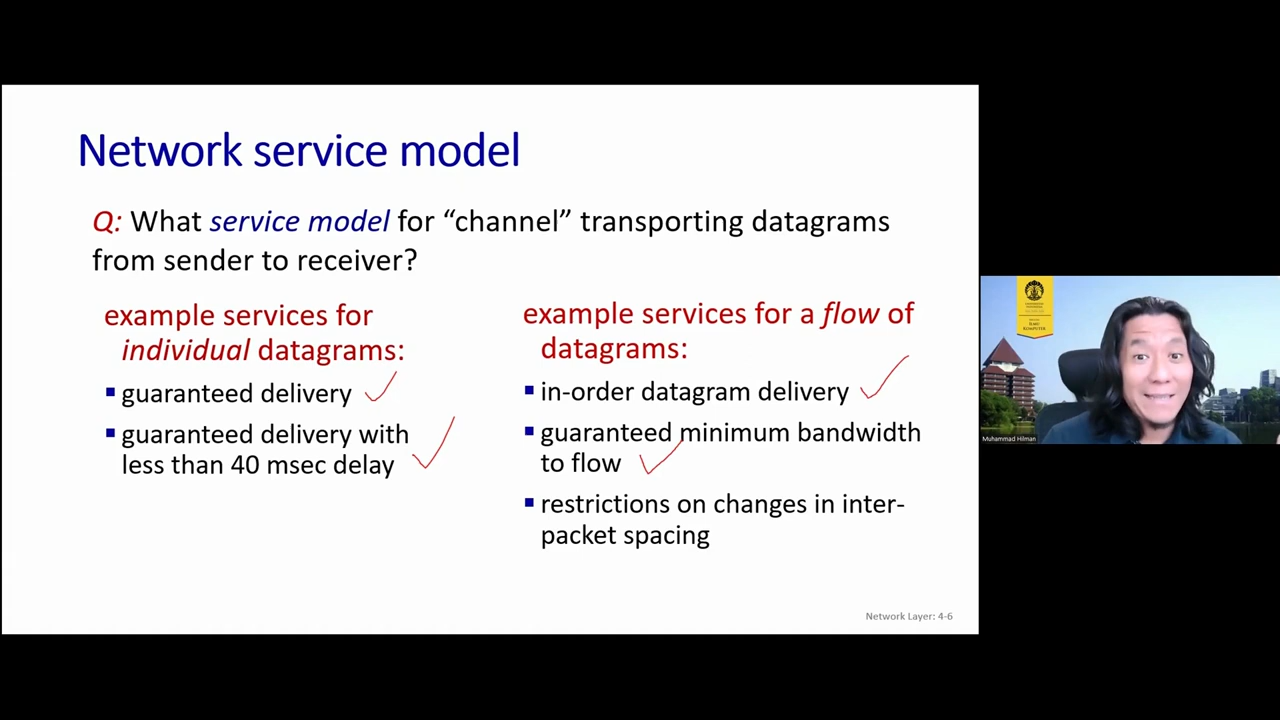 Network service model
Q: What service model for “channel” transporting datagrams
from sender to receiver?
example services for
individual datagrams:
▪ guaranteed delivery
▪ guaranteed delivery with
less than 40 msec delay
example services for a flow of
datagrams:
▪ in-order datagram delivery
▪ guaranteed minimum bandwidth
to flow
▪ restrictions on changes in inter-
packet spacing
Network Layer: 4-6
ILMU
KOMPUTER
Muhammad Hilman